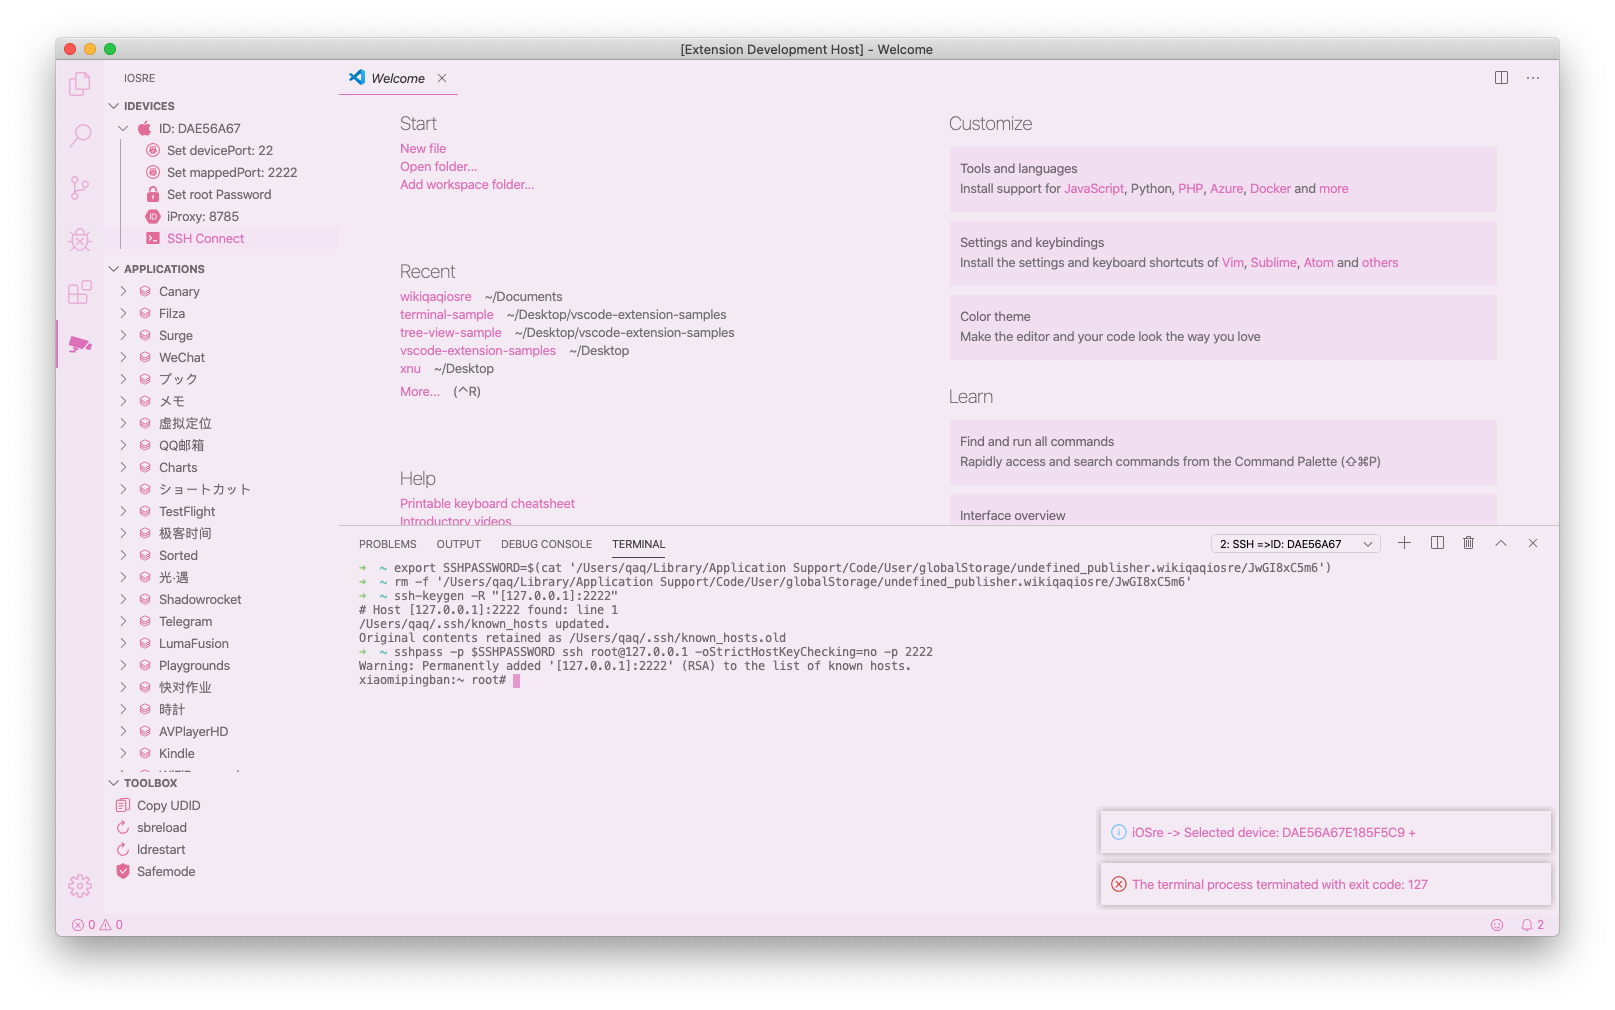 [Extension Development Host] - Welcome
IOSRE
IDEVICES
ID: DAE56A67
Set devicePort: 22
Set mappedPort: 2222
Set root Password
iProxy: 8785
SSH Connect
APPLICATIONS
Canary
Filza
Surge
WeChat
ブック
メモ
虚拟定位
QQ邮箱
Charts
ショートカット
TestFlight
极客时间
Sorted
光·遇
Shadowrocket
Telegram
LumaFusion
Playgrounds
快对作业
時計
AVPlayerHD
Kindle
TOOLBOX
Copy UDID
sbreload
ldrestart
Safemode
Welcome
Start
New file
Open folder...
Add workspace folder...
Recent
wikiqaqiosre ~/Documents
terminal-sample ~/Desktop/vscode-extension-samples
tree-view-sample ~/Desktop/vscode-extension-samples
vscode-extension-samples ~/Desktop
xnu ~/Desktop
More... (^R)
Help
Printable keyboard cheatsheet
Introductory videos
Customize
Tools and languages
Install support for JavaScript, Python, PHP, Azure, Docker and more
Settings and keybindings
Install the settings and keyboard shortcuts of Vim, Sublime, Atom and others
Color theme
Make the editor and your code look the way you love
Learn
Find and run all commands
Rapidly access and search commands from the Command Palette (⇧⌘P)
Interface overview
PROBLEMS OUTPUT DEBUG CONSOLE TERMINAL
2: SSH =>ID: DAE56A67
➜ ~ export SSHPASSWORD=$(cat '/Users/qaq/Library/Application Support/Code/User/globalStorage/undefined_publisher.wikiqaqiosre/JwGI8xC5m6')
➜ ~ rm -f '/Users/qaq/Library/Application Support/Code/User/globalStorage/undefined_publisher.wikiqaqiosre/JwGI8xC5m6'
➜ ~ ssh-keygen -R "[127.0.0.1]:2222"
# Host [127.0.0.1]:2222 found: line 1
/Users/qaq/.ssh/known_hosts updated.
Original contents retained as /Users/qaq/.ssh/known_hosts.old
➜ ~ sshpass -p $SSHPASSWORD ssh root@127.0.0.1 -oStrictHostKeyChecking=no -p 2222
Warning: Permanently added '[127.0.0.1]:2222' (RSA) to the list of known hosts.
xiaomipingban:~ root#
iOSre -> Selected device: DAE56A67E185F5C9 +
The terminal process terminated with exit code: 127
0 0
2